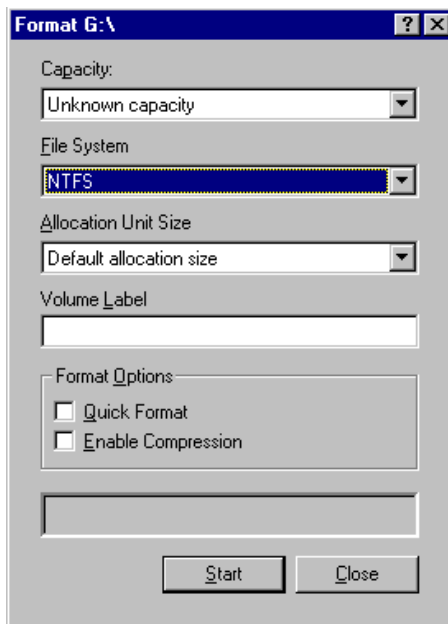 Format G:\
Capacity:
Unknown capacity
File System
NTFS
Allocation Unit Size
Default allocation size
Volume Label
Format Options
Quick Format
Enable Compression
Start Close